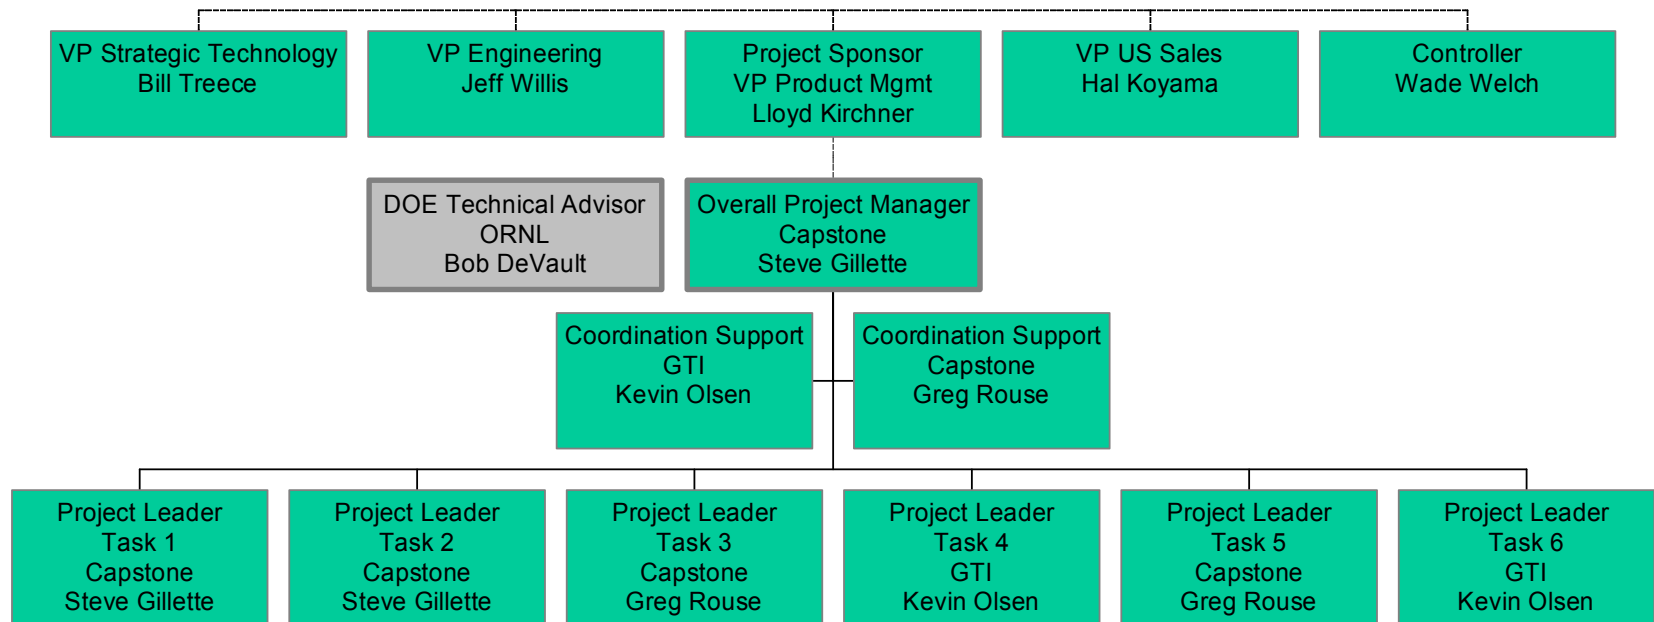 VP Strategic Technology
Bill Treece
VP Engineering
Jeff Willis
Project Sponsor
VP Product Mgmt
Lloyd Kirchner
VP US Sales
Hal Koyama
Controller
Wade Welch
DOE Technical Advisor
ORNL
Bob DeVault
Overall Project Manager
Capstone
Steve Gillette
Coordination Support
GTI
Kevin Olsen
Coordination Support
Capstone
Greg Rouse
Project Leader
Task 1
Capstone
Steve Gillette
Project Leader
Task 2
Capstone
Steve Gillette
Project Leader
Task 3
Capstone
Greg Rouse
Project Leader
Task 4
GTI
Kevin Olsen
Project Leader
Task 5
Capstone
Greg Rouse
Project Leader
Task 6
GTI
Kevin Olsen